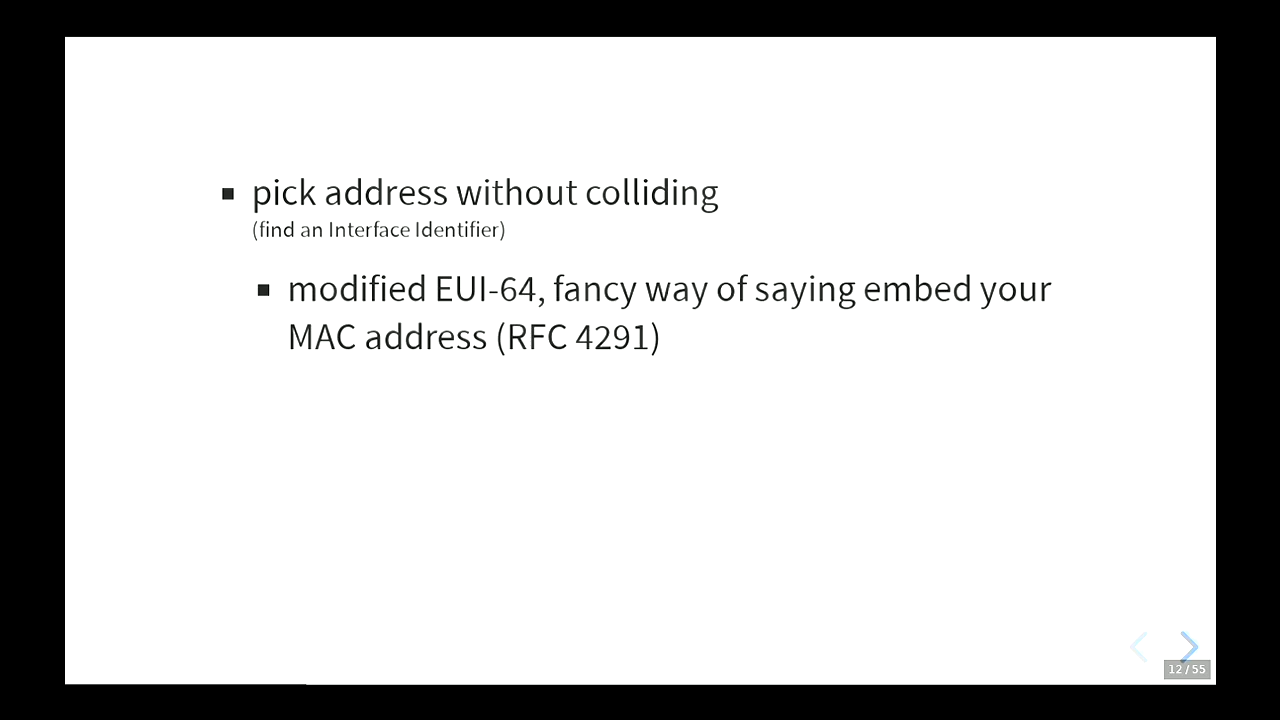 pick address without colliding
(find an Interface Identifier)
modified EUI-64, fancy way of saying embed your
MAC address (RFC 4291)
12 / 55